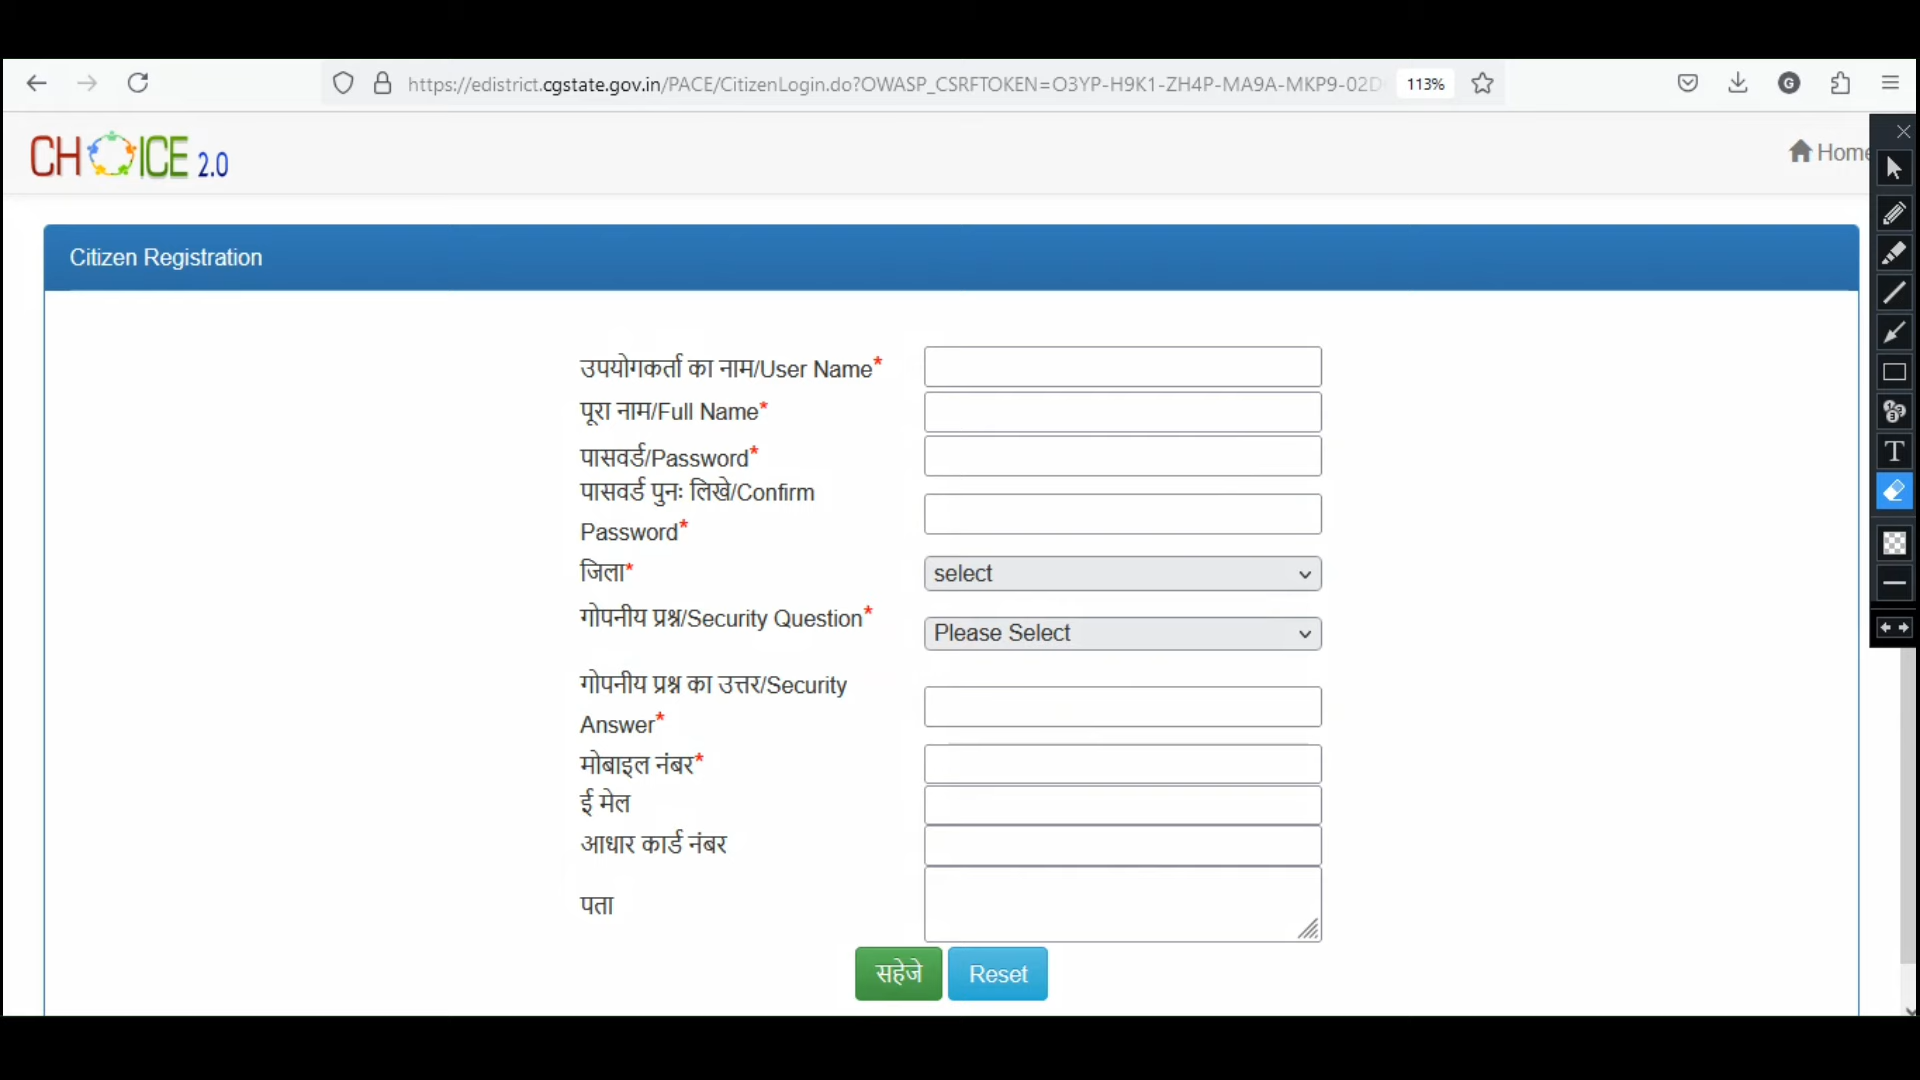 https://edistrict.cgstate.gov.in/PACE/CitizenLogin.do?OWASP_CSRFTOKEN=O3YP-H9K1-ZH4P-MA9A-MKP9-02D
113%
G
CHOICE 2.0
Home
Citizen Registration
उपयोगकर्ता का नाम/User Name*
पूरा नाम/Full Name*
पासवर्ड/Password*
पासवर्ड पुनः लिखे/Confirm
Password*
जिला*
select
गोपनीय प्रश्न/Security Question*
Please Select
गोपनीय प्रश्न का उत्तर/Security
Answer*
मोबाइल नंबर*
ई मेल
आधार कार्ड नंबर
पता
सहेजे
Reset
T